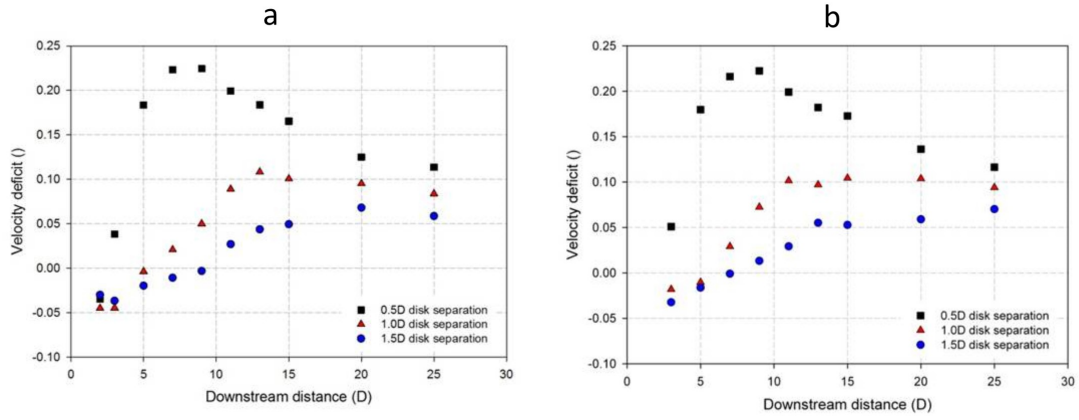 a
b
0.25
0.20
0.15
0.10
0.05
0.00
-0.05
-0.10
Velocity deficit ()
0 5 10 15 20 25 30
Downstream distance (D)
0.5D disk separation
1.0D disk separation
1.5D disk separation
0.25
0.20
0.15
0.10
0.05
0.00
-0.05
-0.10
Velocity deficit ()
0 5 10 15 20 25 30
Downstream distance (D)
0.5D disk separation
1.0D disk separation
1.5D disk separation